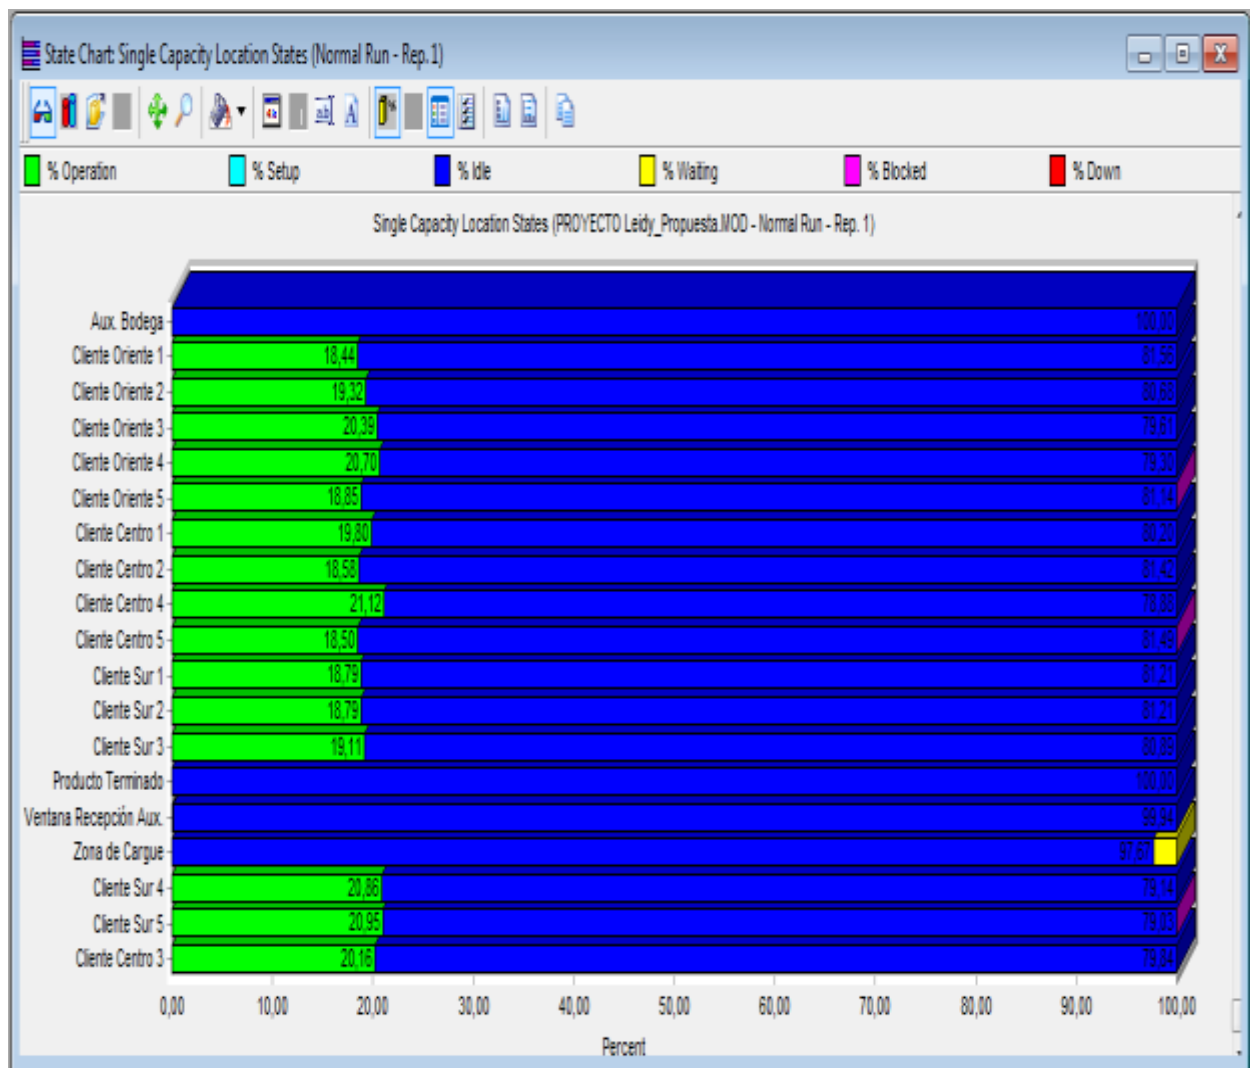 State Chart: Single Capacity Location States (Normal Run - Rep. 1)
% Operation % Setup % Idle % Waiting % Blocked % Down
Single Capacity Location States (PROYECTO Leidy_Propuesta.MOD - Normal Run - Rep. 1)
Aux. Bodega 100,00
Cliente Oriente 1 18,44 81,56
Cliente Oriente 2 19,32 80,68
Cliente Oriente 3 20,39 79,61
Cliente Oriente 4 20,70 79,30
Cliente Oriente 5 18,85 81,14
Cliente Centro 1 19,80 80,20
Cliente Centro 2 18,58 81,42
Cliente Centro 4 21,12 78,88
Cliente Centro 5 18,50 81,49
Cliente Sur 1 18,79 81,21
Cliente Sur 2 18,79 81,21
Cliente Sur 3 19,11 80,89
Producto Terminado 100,00
Ventana Recepción Aux. 99,94
Zona de Cargue 97,67
Cliente Sur 4 20,86 79,14
Cliente Sur 5 20,95 79,03
Cliente Centro 3 20,16 79,84
0,00 10,00 20,00 30,00 40,00 50,00 60,00 70,00 80,00 90,00 100,00
Percent